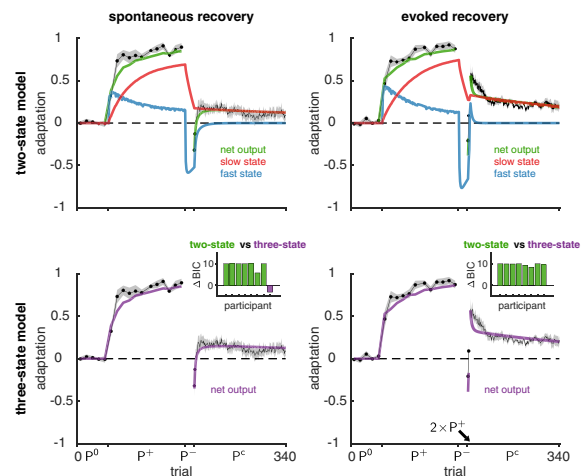 spontaneous recovery
evoked recovery
two-state model
adaptation
1
0.5
0
-0.5
-1
net output
slow state
fast state
adaptation
1
0.5
0
-0.5
-1
net output
slow state
fast state
three-state model
adaptation
1
0.5
0
-0.5
-1
two-state vs three-state
Δ BIC
10
0
participant
net output
0 P⁰ P⁺ P⁻ Pᶜ 340
trial
adaptation
1
0.5
0
-0.5
-1
two-state vs three-state
Δ BIC
10
0
participant
net output
2 × P⁺
0 P⁰ P⁺ P⁻ Pᶜ 340
trial